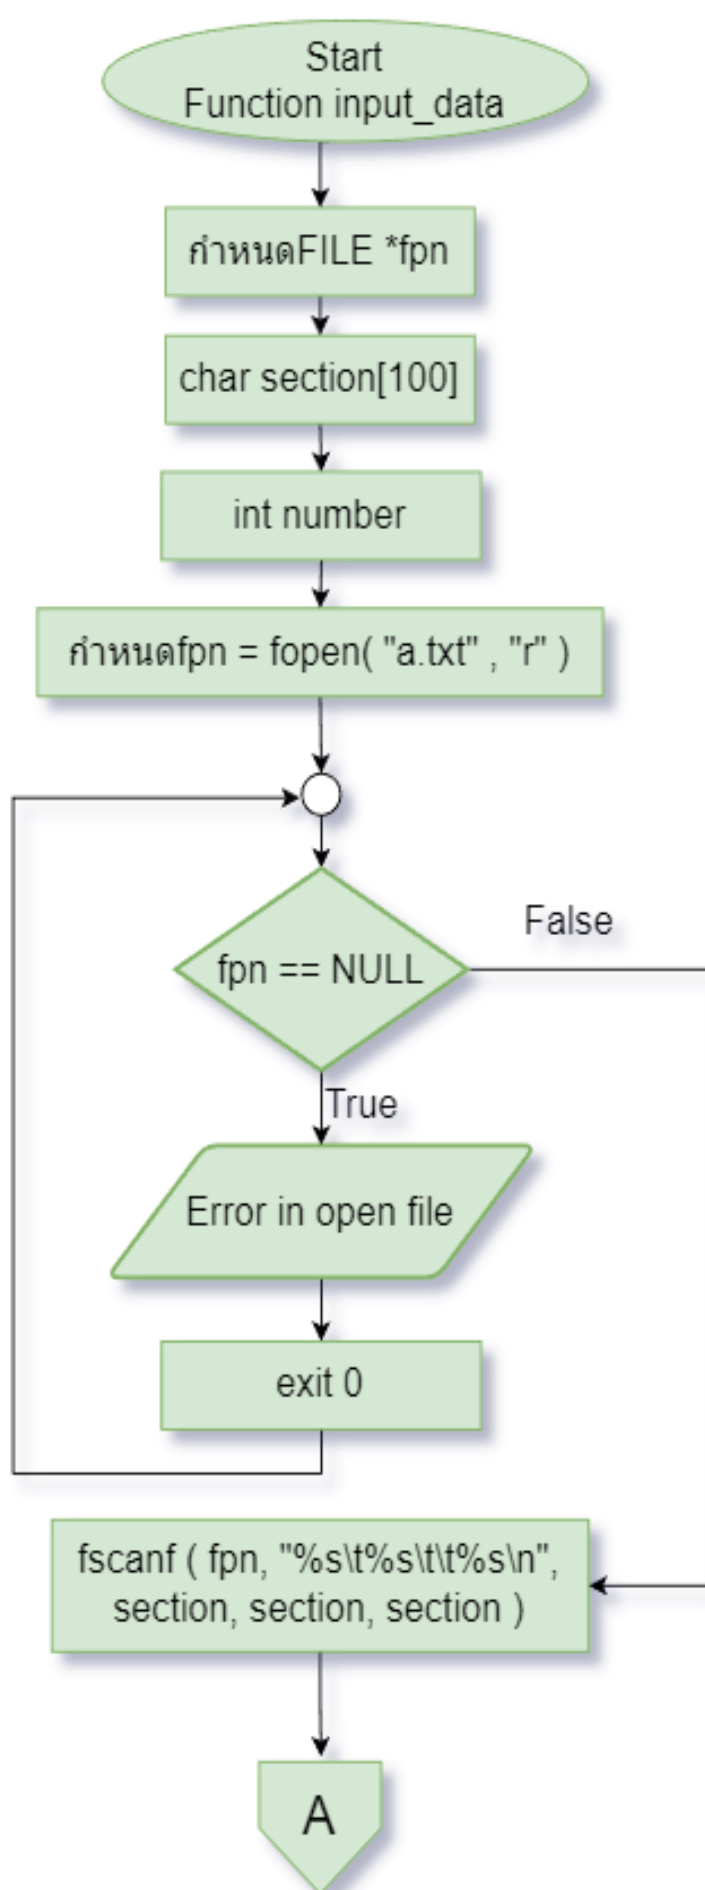 Start
Function input_data
กำหนดFILE *fpn
char section[100]
int number
กำหนดfpn = fopen( "a.txt" , "r" )
fpn == NULL
False
True
Error in open file
exit 0
fscanf ( fpn, "%s\t%s\t\t%s\n",
section, section, section )
A